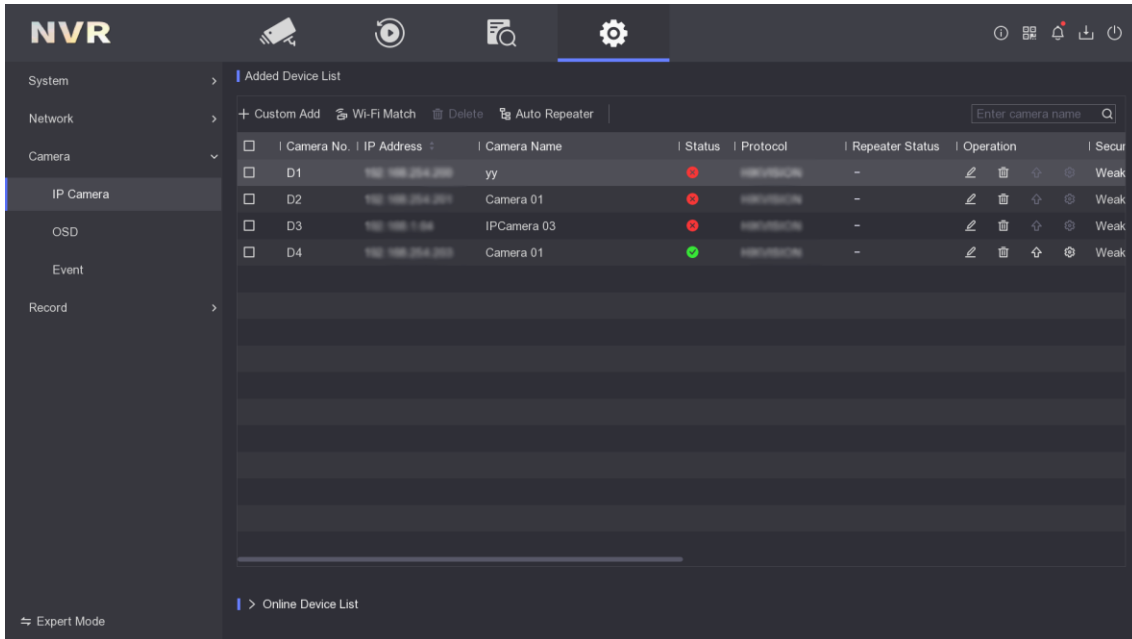 NVR
System
Network
Camera
IP Camera
OSD
Event
Record
Expert Mode
Added Device List
Custom Add Wi-Fi Match Delete Auto Repeater Enter camera name
Camera No. IP Address Camera Name Status Protocol Repeater Status Operation Secur
D1 yy – Weak
D2 Camera 01 – Weak
D3 IPCamera 03 – Weak
D4 Camera 01 – Weak
Online Device List